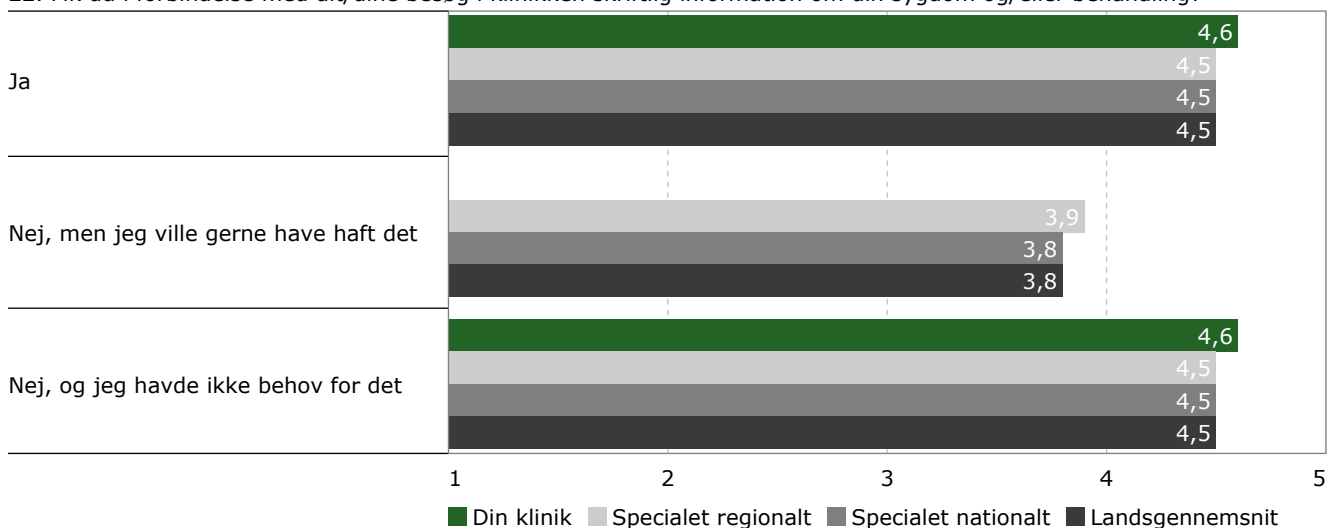 Ja
4,6
4,5
4,5
4,5
Nej, men jeg ville gerne have haft det
3,9
3,8
3,8
Nej, og jeg havde ikke behov for det
4,6
4,5
4,5
4,5
1 2 3 4 5
Din klinik Specialet regionalt Specialet nationalt Landsgennemsnit